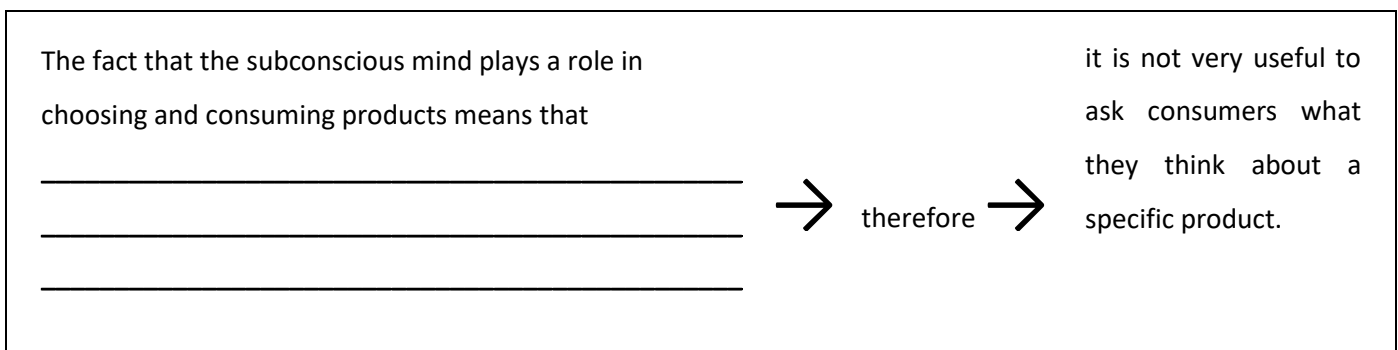 The fact that the subconscious mind plays a role in
choosing and consuming products means that
therefore
it is not very useful to
ask consumers what
they think about a
specific product.